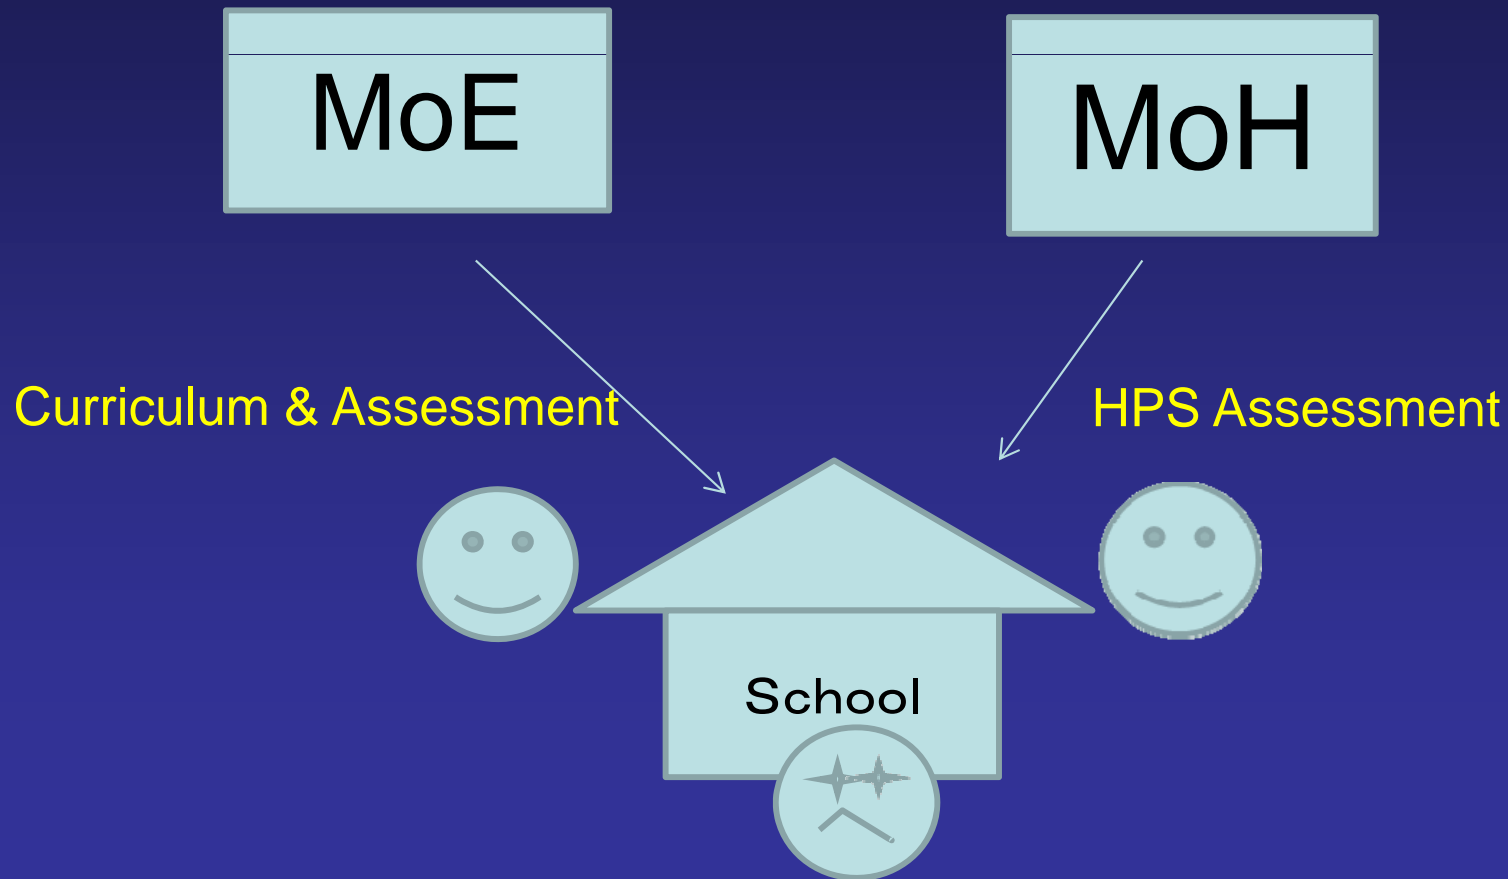 MoE
MoH
Curriculum & Assessment
HPS Assessment
School